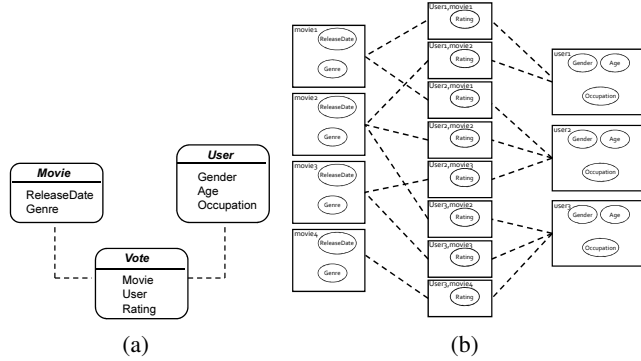 Movie
ReleaseDate
Genre
User
Gender
Age
Occupation
Vote
Movie
User
Rating
(a)
movie1
ReleaseDate
Genre
movie2
ReleaseDate
Genre
movie3
ReleaseDate
Genre
movie4
ReleaseDate
Genre
User1,movie1
Rating
User1,movie2
Rating
User2,movie1
Rating
User2,movie2
Rating
User2,movie3
Rating
User3,movie2
Rating
User3,movie3
Rating
User3,movie4
Rating
user1
Gender Age
Occupation
user2
Gender Age
Occupation
user3
Gender Age
Occupation
(b)